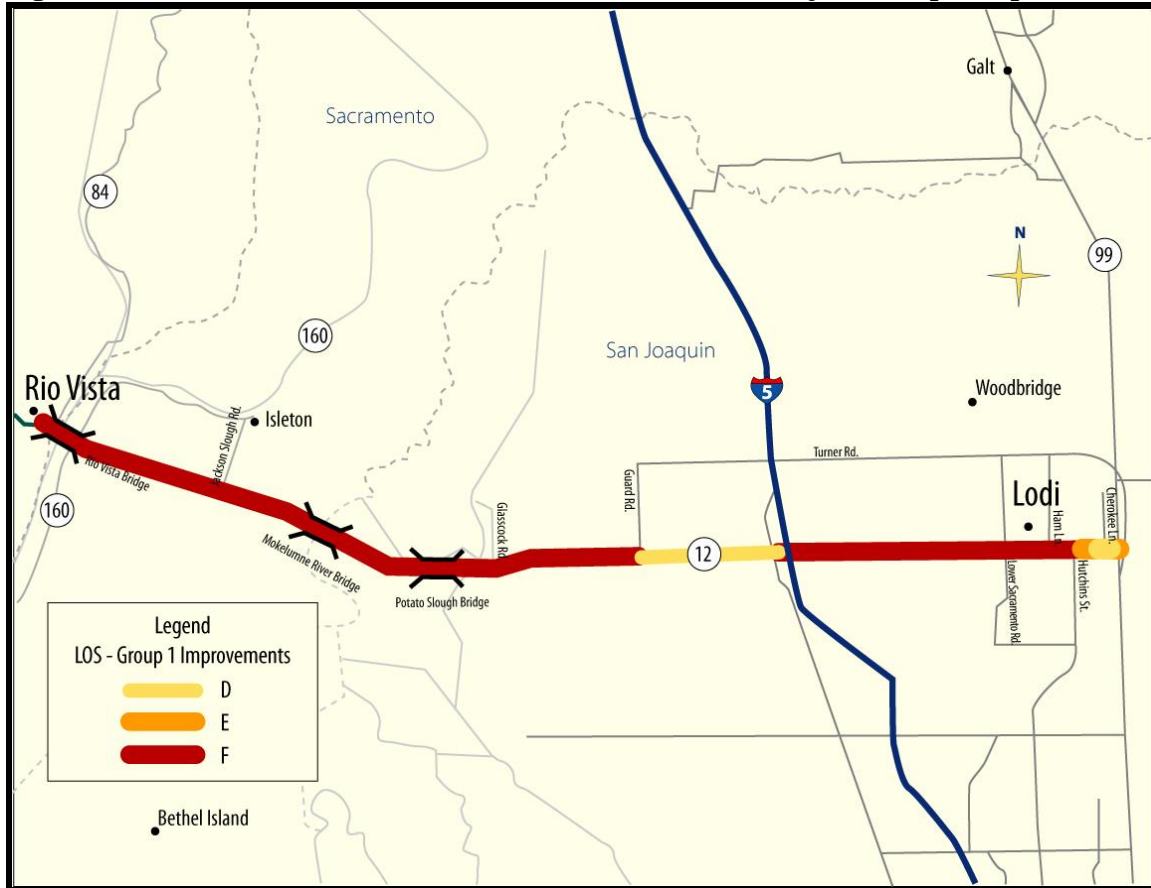 Galt
Sacramento
84
N
99
160
San Joaquin
Rio Vista
5
Woodbridge
Isleton
Jackson Slough Rd.
Turner Rd.
Rio Vista Bridge
Guard Rd.
Lodi
Ham Ln.
Cherokee Ln.
160
Glasscock Rd.
Mokelumne River Bridge
12
Potato Slough Bridge
Lower Sacramento Rd.
Hutchins St.
Legend
LOS - Group 1 Improvements
D
E
F
Bethel Island